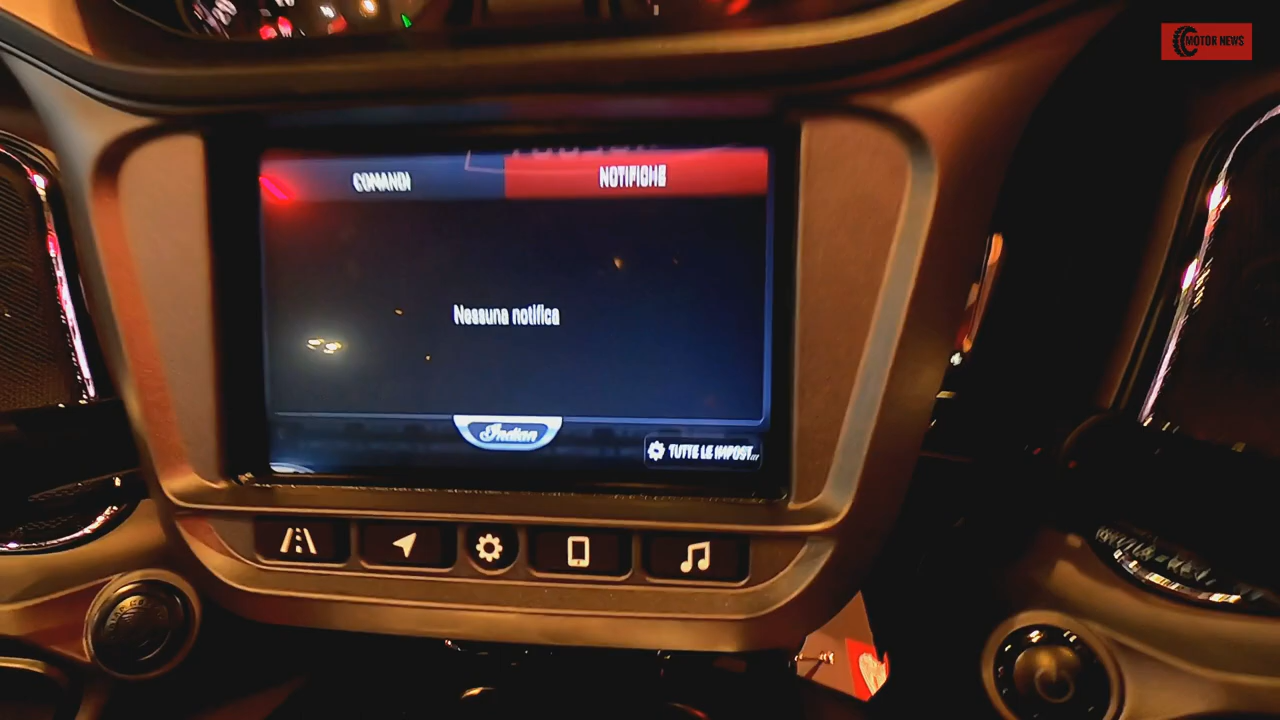 MOTOR NEWS
COMANDI
NOTIFICHE
Nessuna notifica
Indian
TUTTE LE IMPOST...